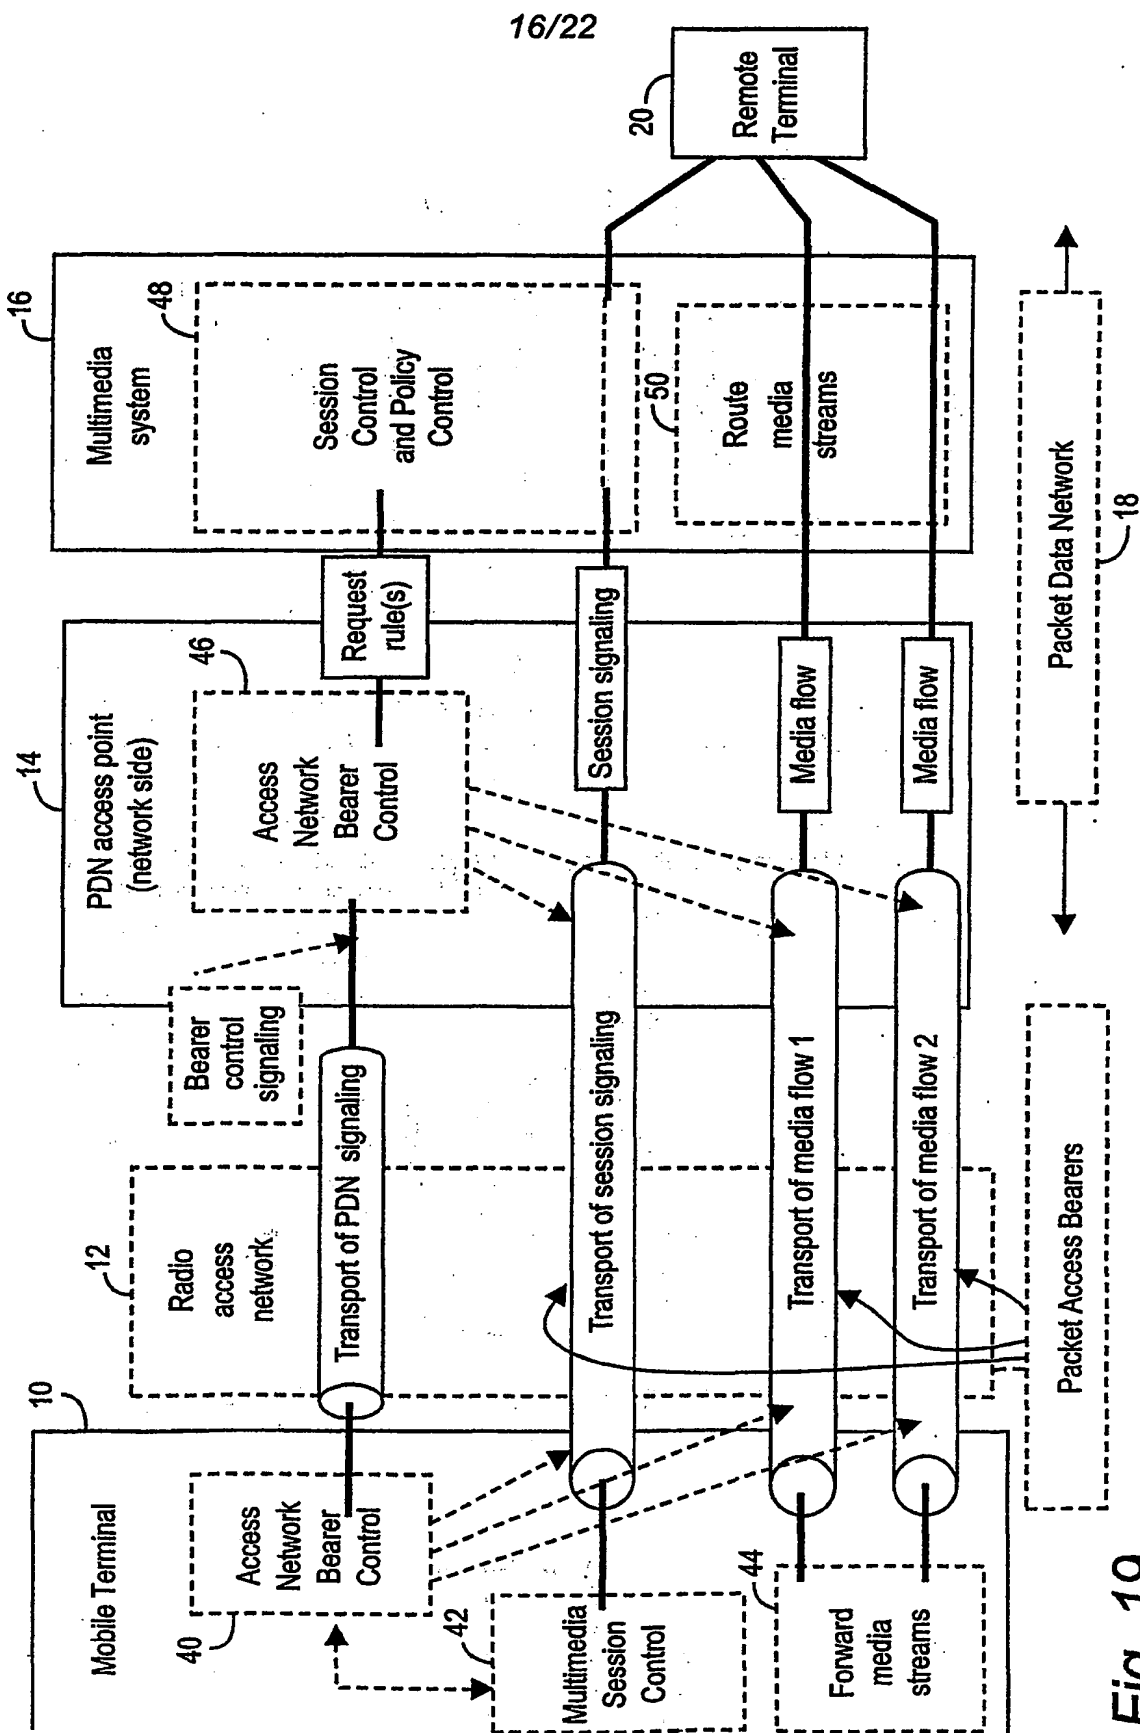 16/22
Mobile Terminal
10
Access
Network
Bearer
Control
40
42
Multimedia
Session
Control
44
Forward
media
streams
12
Radio
access
network
Bearer
control
signaling
Transport of PDN signaling
Transport of session signaling
Transport of media flow 1
Transport of media flow 2
Packet Access Bearers
14
PDN access point
(network side)
46
Access
Network
Bearer
Control
Request
rule(s)
Session signaling
Media flow
Media flow
16
Multimedia
system
48
Session
Control
and Policy
Control
50
Route
media
streams
Packet Data Network
18
20
Remote
Terminal